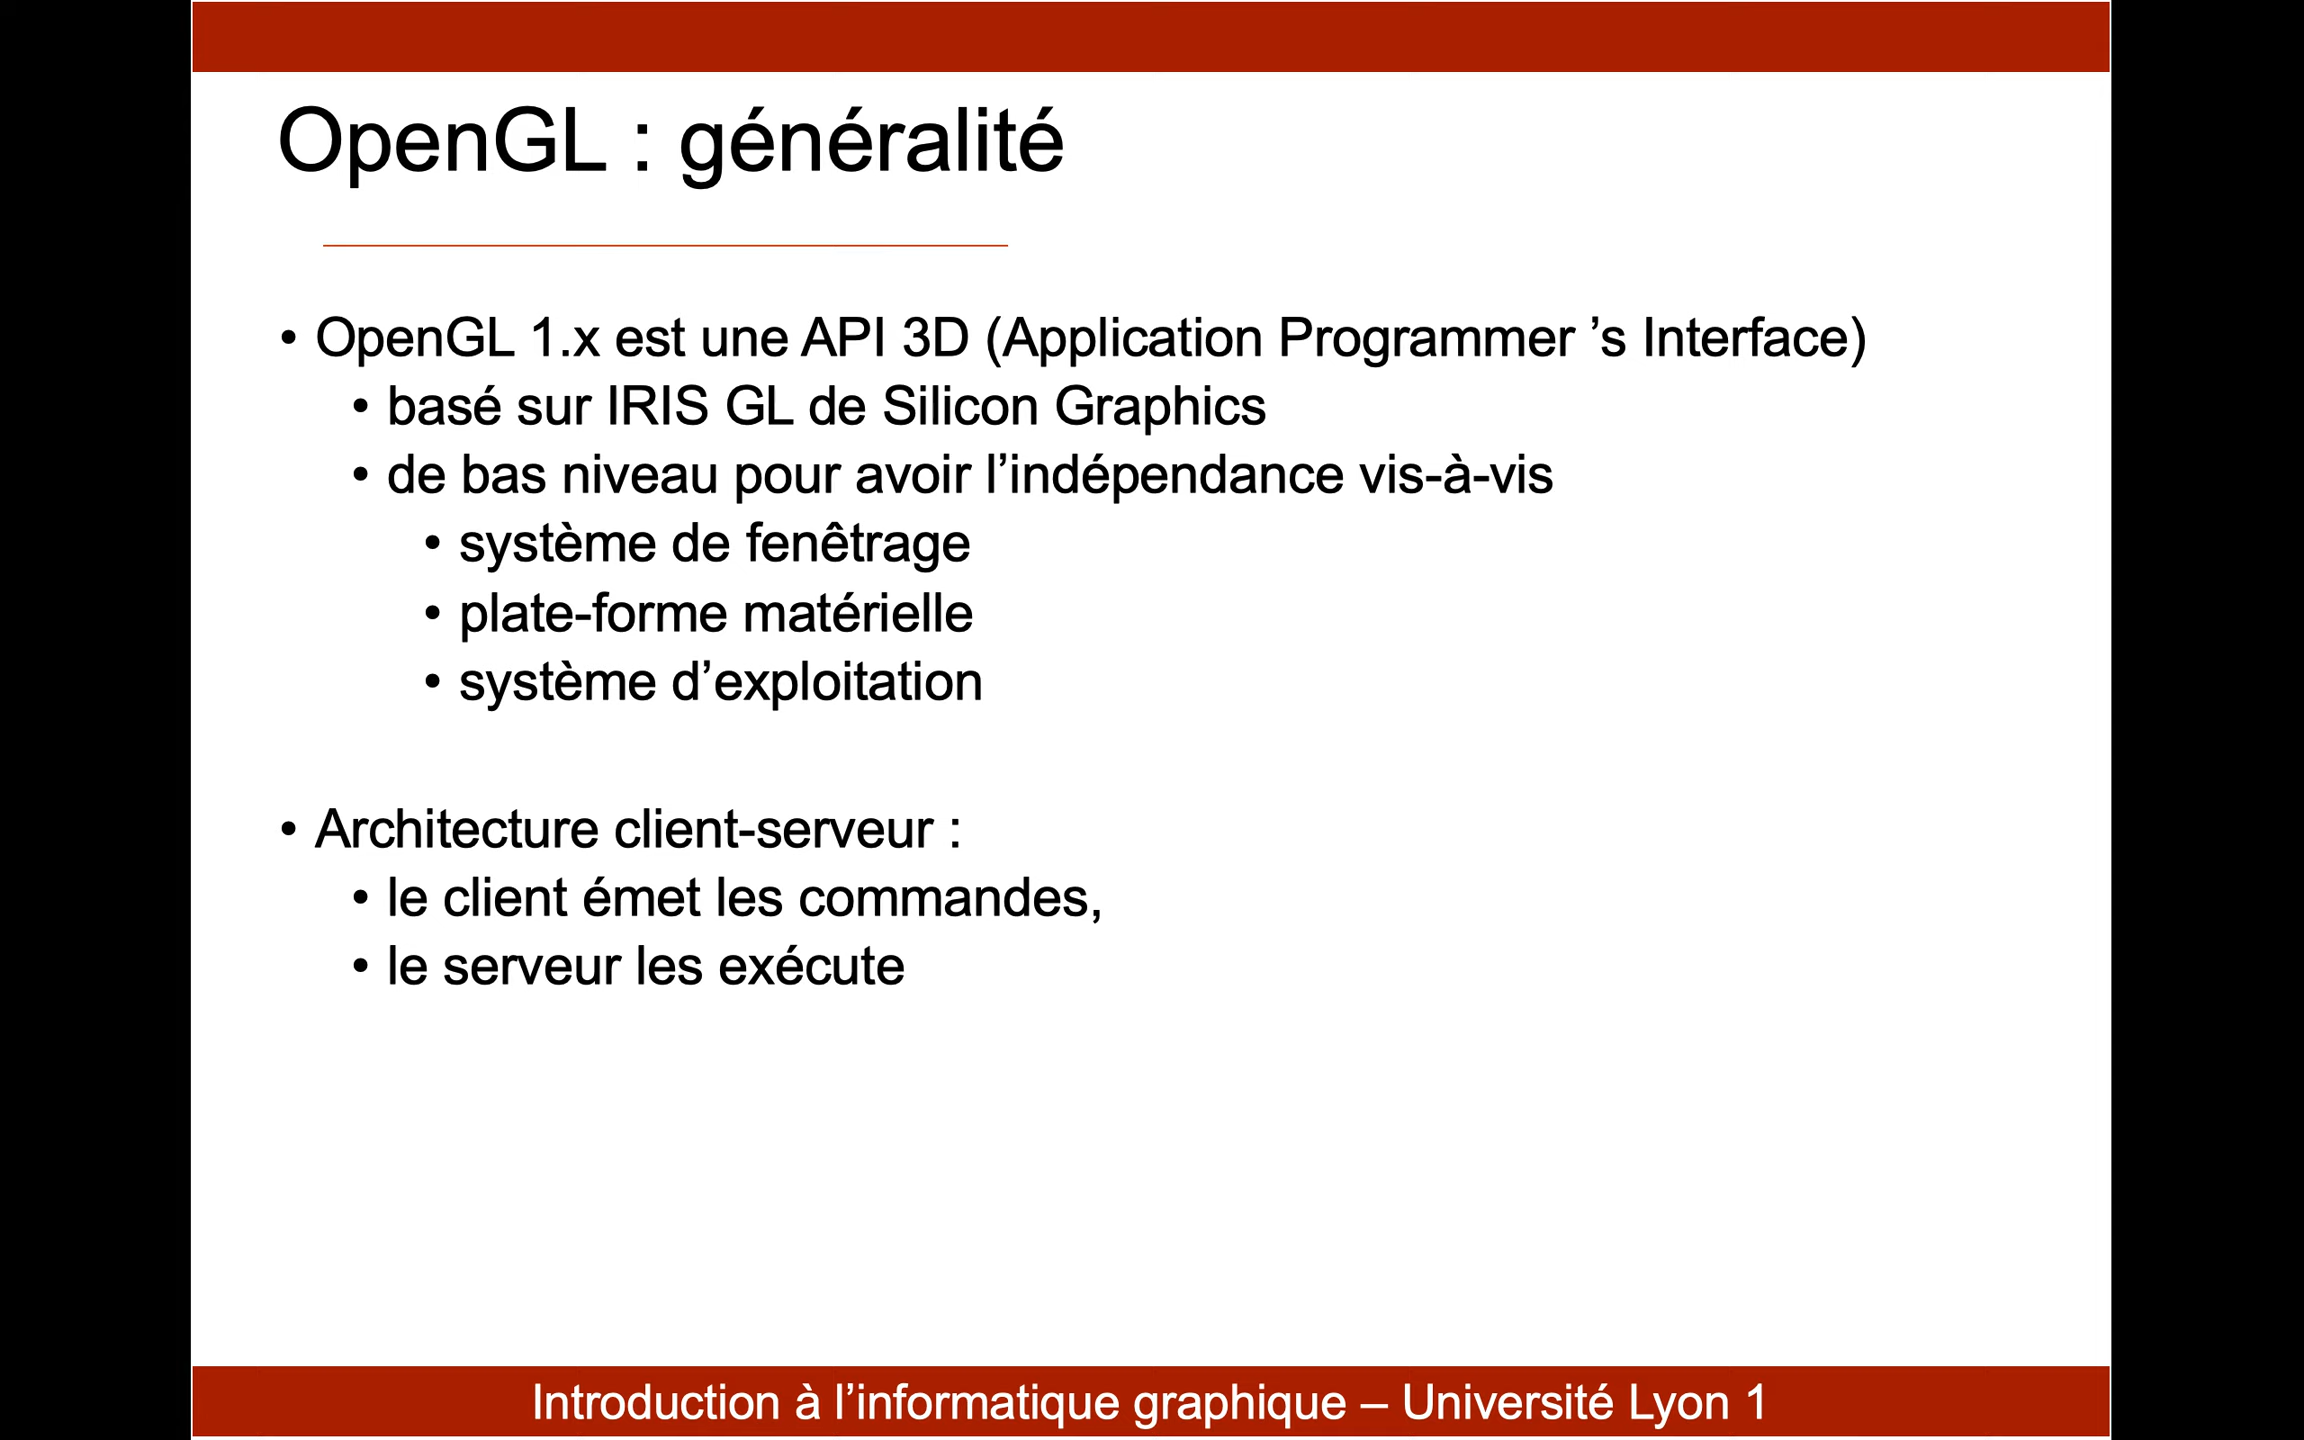 OpenGL : généralité
• OpenGL 1.x est une API 3D (Application Programmer ’s Interface)
• basé sur IRIS GL de Silicon Graphics
• de bas niveau pour avoir l’indépendance vis-à-vis
• système de fenêtrage
• plate-forme matérielle
• système d’exploitation
• Architecture client-serveur :
• le client émet les commandes,
• le serveur les exécute
Introduction à l’informatique graphique – Université Lyon 1